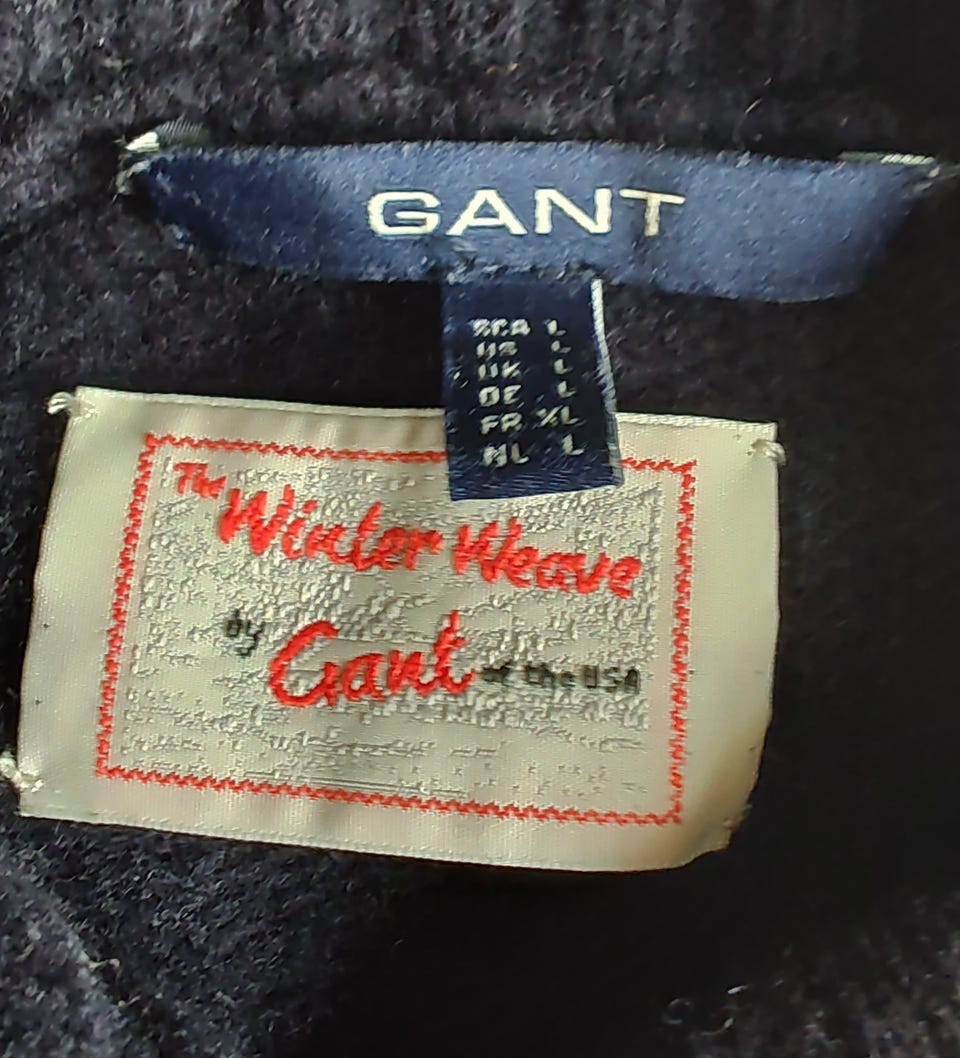 GANT
SCA L
US L
UK L
DE L
FR XL
NL L
The Winter Weave
by Gant of the USA